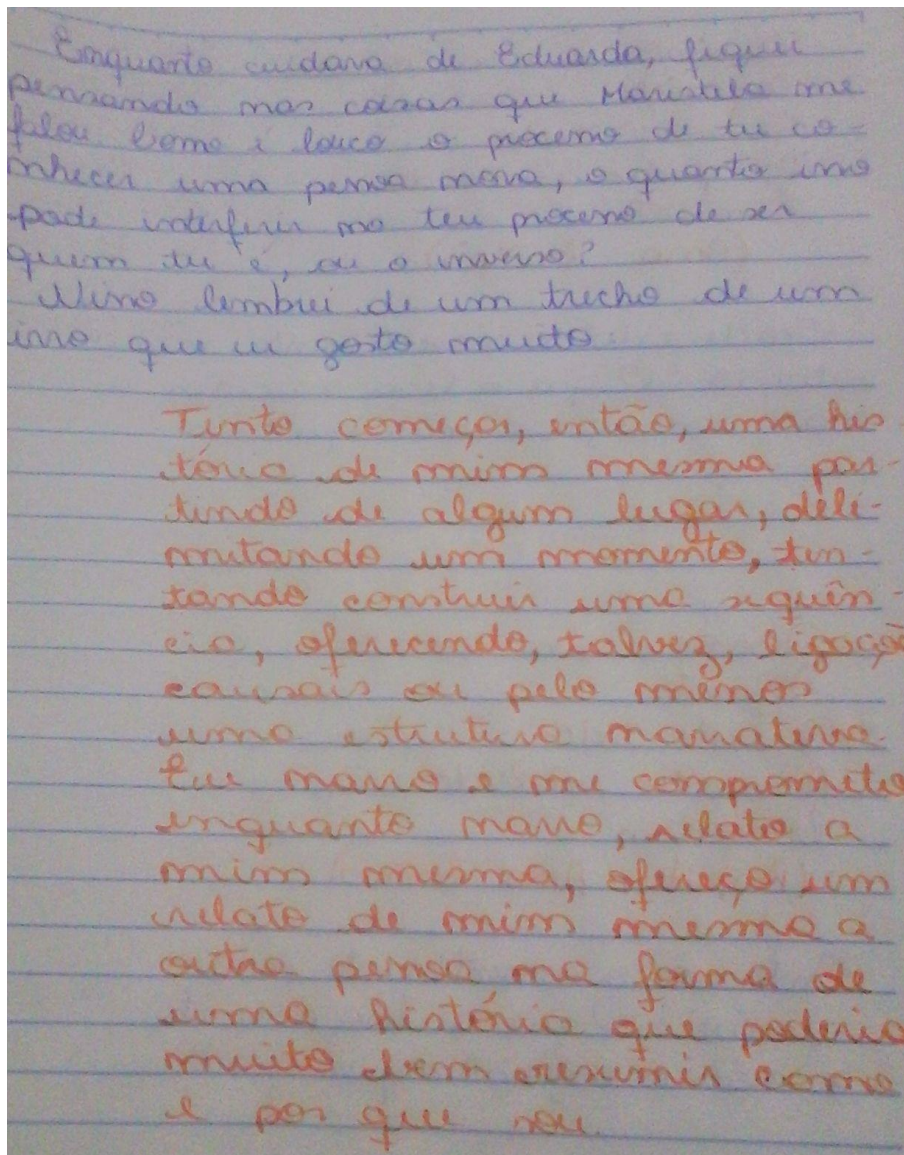 Enquanto cuidava de Eduarda, fiquei
pensando nas coisas que Maristela me
falou. Como é louco o processo de tu co-
nhecer uma pessoa nova, o quanto isso
pode interferir no teu processo de ser
quem tu é, ou o inverso?
Nisso lembrei de um trecho de um
livro que eu gosto muito.
Tento começar, então, uma his-
tória de mim mesma par-
tindo de algum lugar, deli-
mitando um momento, ten-
tando construir uma sequên-
cia, oferecendo, talvez, ligações
causais ou pelo menos
uma estrutura narrativa.
Eu narro e me comprometo
enquanto narro, relato a
mim mesma, ofereço um
relato de mim mesma a
outra pessoa na forma de
uma história que poderia
muito bem resumir como
e por que sou.